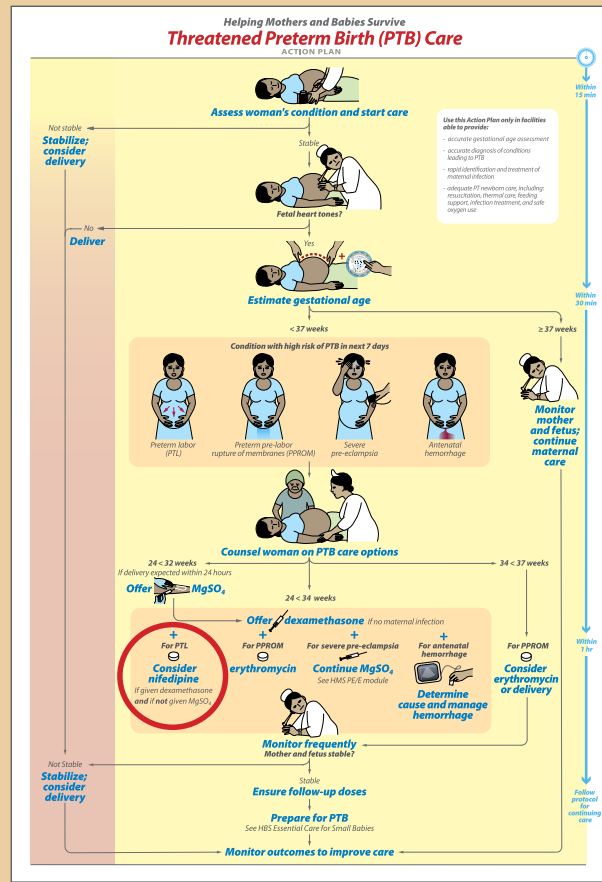 Helping Mothers and Babies Survive
Threatened Preterm Birth (PTB) Care
ACTION PLAN
Within
15 min
Assess woman's condition and start care
Use this Action Plan only in facilities
able to provide:
- accurate gestational age assessment
- accurate diagnosis of conditions
leading to PTB
- rapid identification and treatment of
maternal infection
- adequate PT newborn care, including:
resuscitation, thermal care, feeding
support, infection treatment, and safe
oxygen use
Not stable
Stabilize;
consider
delivery
Stable
Fetal heart tones?
No
Deliver
Yes
Estimate gestational age
Within
30 min
< 37 weeks
≥ 37 weeks
Condition with high risk of PTB in next 7 days
Preterm labor
(PTL)
Preterm pre-labor
rupture of membranes (PPROM)
Severe
pre-eclampsia
Antenatal
hemorrhage
Monitor
mother
and fetus;
continue
maternal
care
Counsel woman on PTB care options
24 < 32 weeks
If delivery expected within 24 hours
Offer MgSO₄
24 < 34 weeks
34 < 37 weeks
Offer dexamethasone If no maternal infection
Within
1 hr
+
For PTL
Consider
nifedipine
If given dexamethasone
and if not given MgSO₄
+
For PPROM
erythromycin
+
For severe pre-eclampsia
Continue MgSO₄
See HMS PE/E module
+
For antenatal
hemorrhage
Determine
cause and manage
hemorrhage
For PPROM
Consider
erythromycin
or delivery
Monitor frequently
Mother and fetus stable?
Not Stable
Stabilize;
consider
delivery
Stable
Ensure follow-up doses
Follow
protocol
for
continuing
care
Prepare for PTB
See HBS Essential Care for Small Babies
Monitor outcomes to improve care